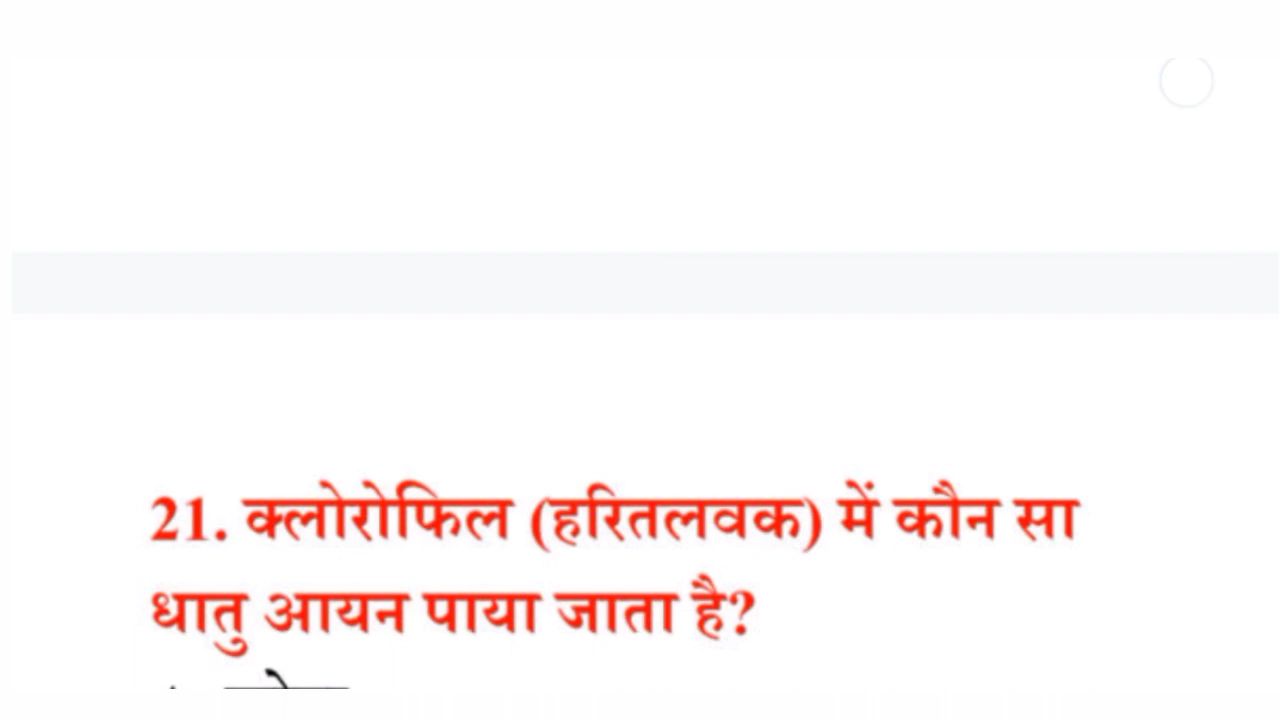 21. क्लोरोफिल (हरितलवक) में कौन सा
धातु आयन पाया जाता है?